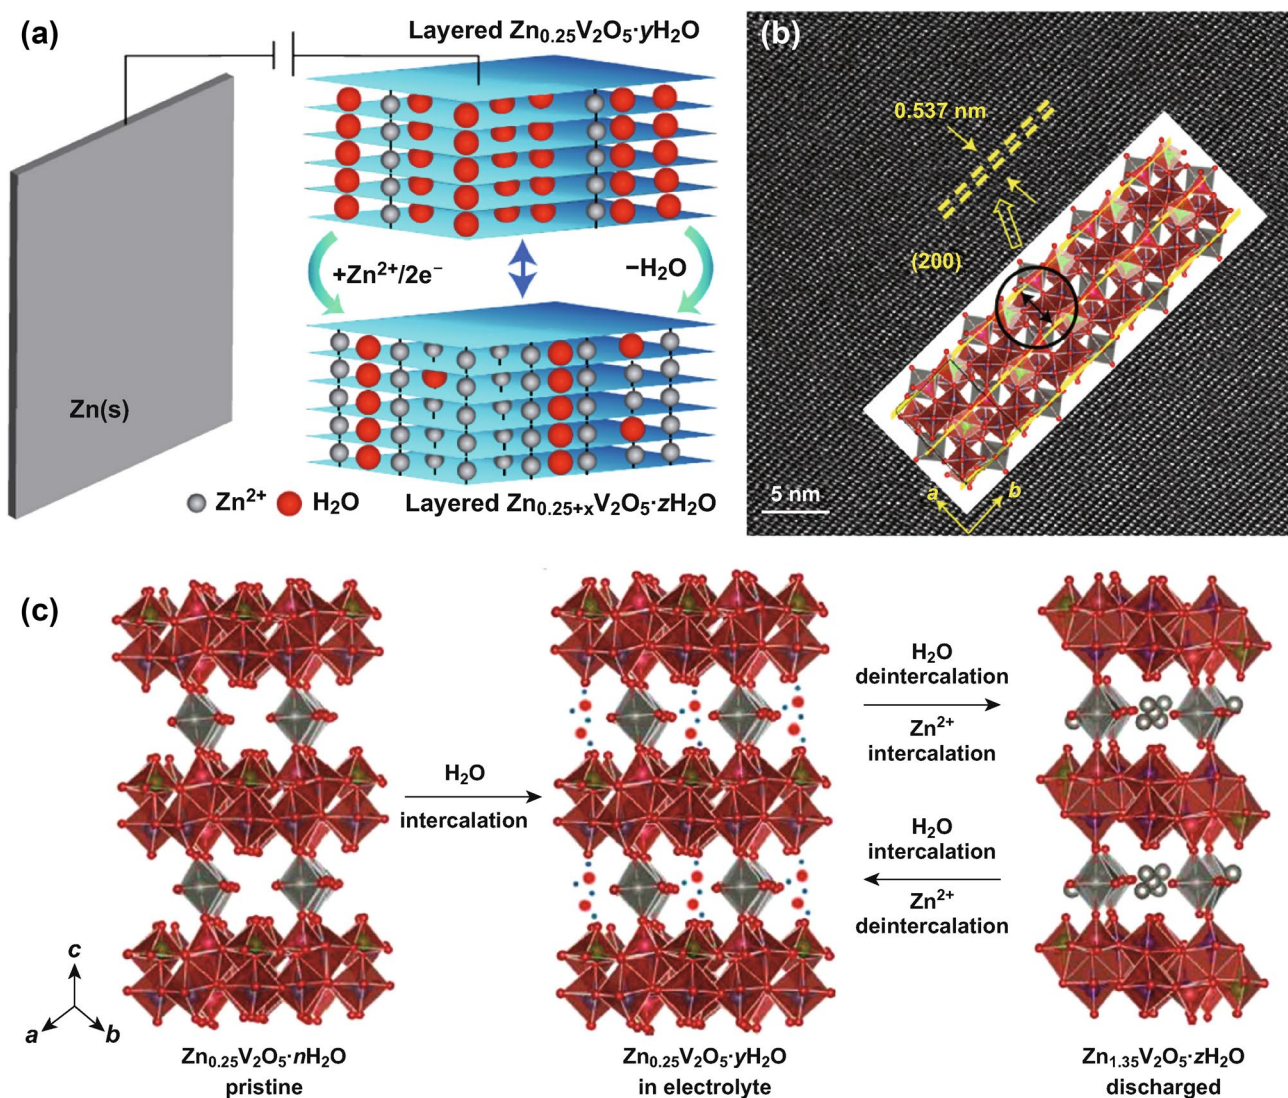 (a)
Layered Zn₀.₂₅V₂O₅·yH₂O
+Zn²⁺/2e⁻
−H₂O
Zn(s)
Zn²⁺ H₂O
Layered Zn₀.₂₅₊ₓV₂O₅·zH₂O
(b)
0.537 nm
(200)
5 nm
a b
(c)
H₂O
intercalation
H₂O
deintercalation
Zn²⁺
intercalation
H₂O
intercalation
Zn²⁺
deintercalation
c
a b
Zn₀.₂₅V₂O₅·nH₂O
pristine
Zn₀.₂₅V₂O₅·yH₂O
in electrolyte
Zn₁.₃₅V₂O₅·zH₂O
discharged